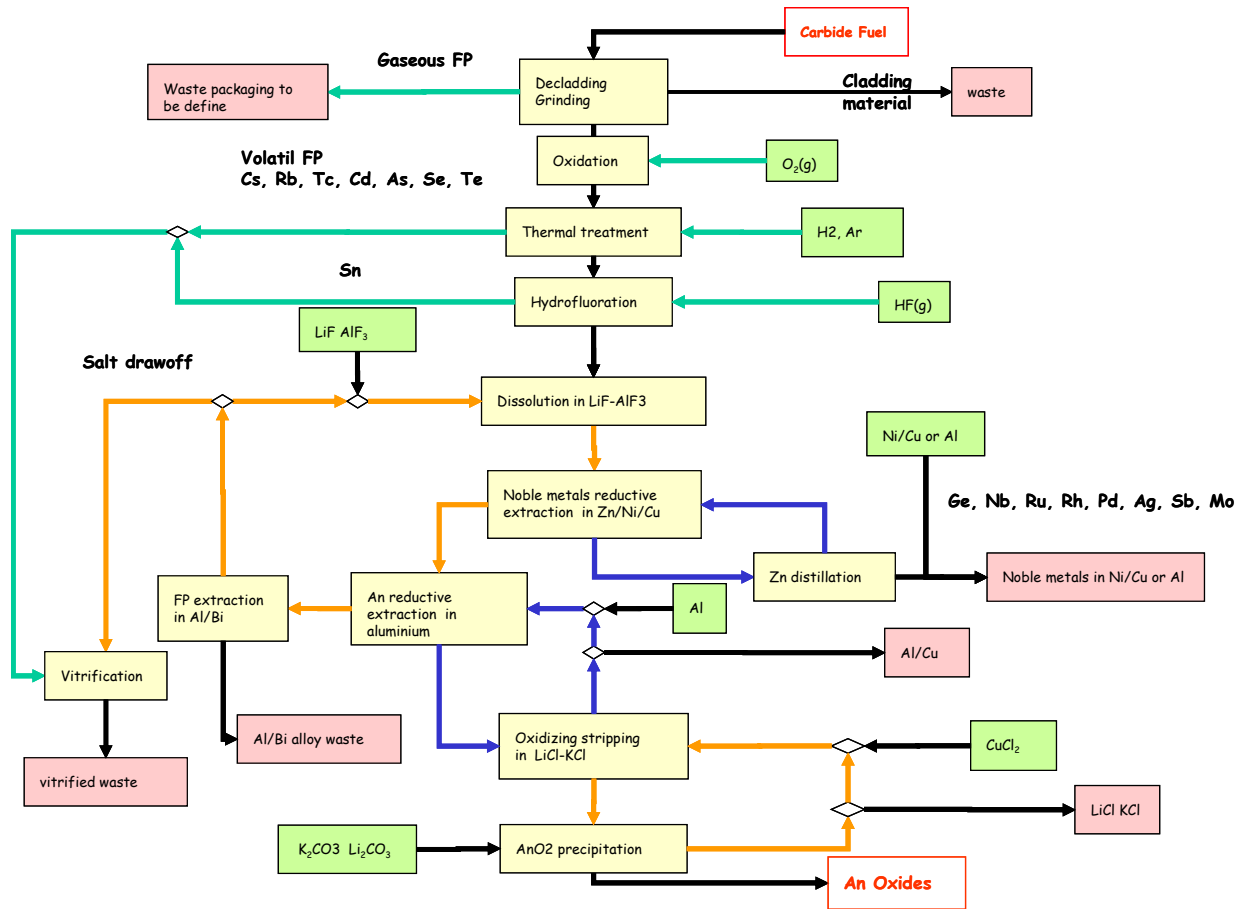 Carbide Fuel
Gaseous FP
Decladding
Grinding
Cladding
material
Waste packaging to
be define
waste
Oxidation
O₂(g)
Volatil FP
Cs, Rb, Tc, Cd, As, Se, Te
Thermal treatment
H2, Ar
Sn
Hydrofluoration
HF(g)
LiF AlF₃
Salt drawoff
Dissolution in LiF-AlF3
Ni/Cu or Al
Noble metals reductive
extraction in Zn/Ni/Cu
Ge, Nb, Ru, Rh, Pd, Ag, Sb, Mo
Zn distillation
Noble metals in Ni/Cu or Al
FP extraction
in Al/Bi
An reductive
extraction in
aluminium
Al
Al/Cu
Vitrification
Al/Bi alloy waste
Oxidizing stripping
in LiCl-KCl
CuCl₂
vitrified waste
LiCl KCl
K₂CO3 Li₂CO₃
AnO2 precipitation
An Oxides